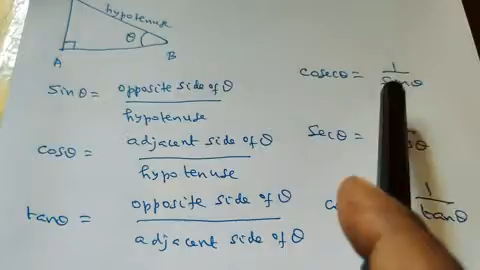 hypotenuse
θ
A
B
sinθ = opposite side of θ / hypotenuse
cosecθ = 1 / sinθ
cosθ = adjacent side of θ / hypotenuse
secθ =
tanθ = opposite side of θ / adjacent side of θ
1 / tanθ